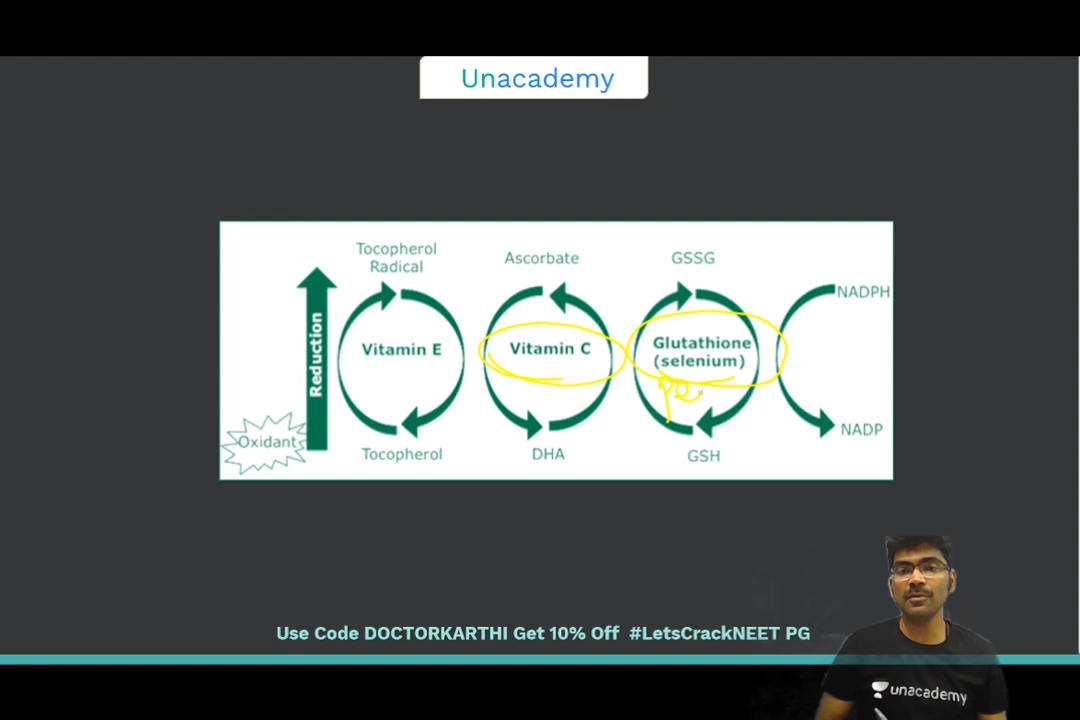 Unacademy
Tocopherol
Radical
Ascorbate
GSSG
NADPH
Reduction
Vitamin E
Vitamin C
Glutathione
(selenium)
Oxidant
Tocopherol
DHA
GSH
NADP
Use Code DOCTORKARTHI Get 10% Off #LetsCrackNEET PG
unacademy